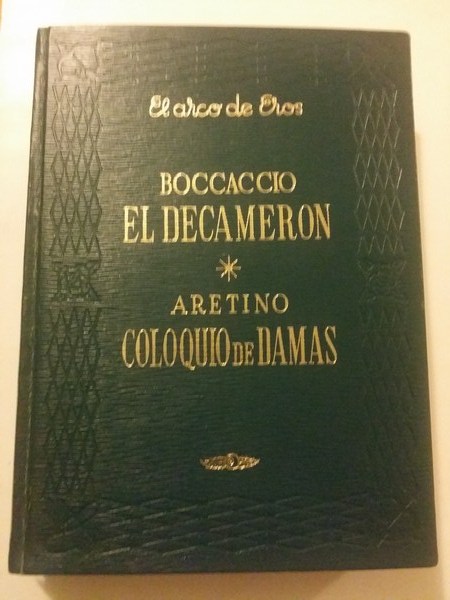 El arco de Eros
BOCCACCIO
EL DECAMERON
ARETINO
COLOQUIO DE DAMAS